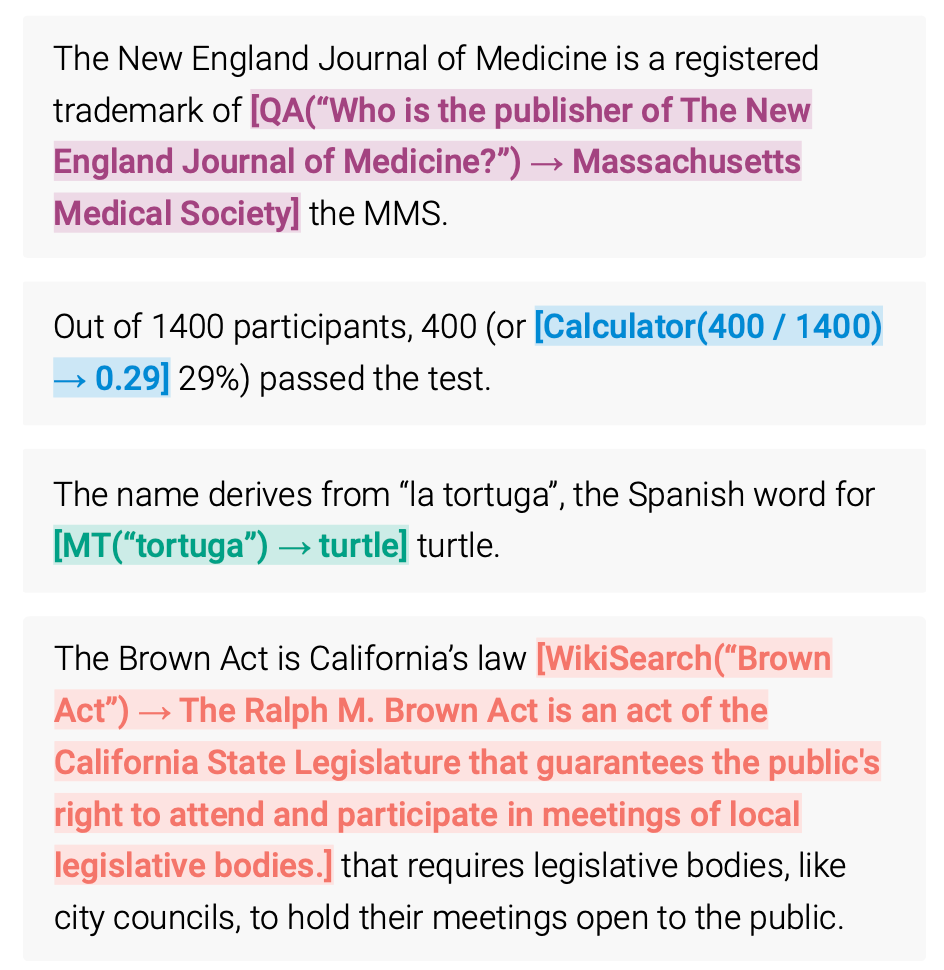 The New England Journal of Medicine is a registered
trademark of [QA(“Who is the publisher of The New
England Journal of Medicine?”) → Massachusetts
Medical Society] the MMS.
Out of 1400 participants, 400 (or [Calculator(400 / 1400)
→ 0.29] 29%) passed the test.
The name derives from “la tortuga”, the Spanish word for
[MT(“tortuga”) → turtle] turtle.
The Brown Act is California’s law [WikiSearch(“Brown
Act”) → The Ralph M. Brown Act is an act of the
California State Legislature that guarantees the public's
right to attend and participate in meetings of local
legislative bodies.] that requires legislative bodies, like
city councils, to hold their meetings open to the public.